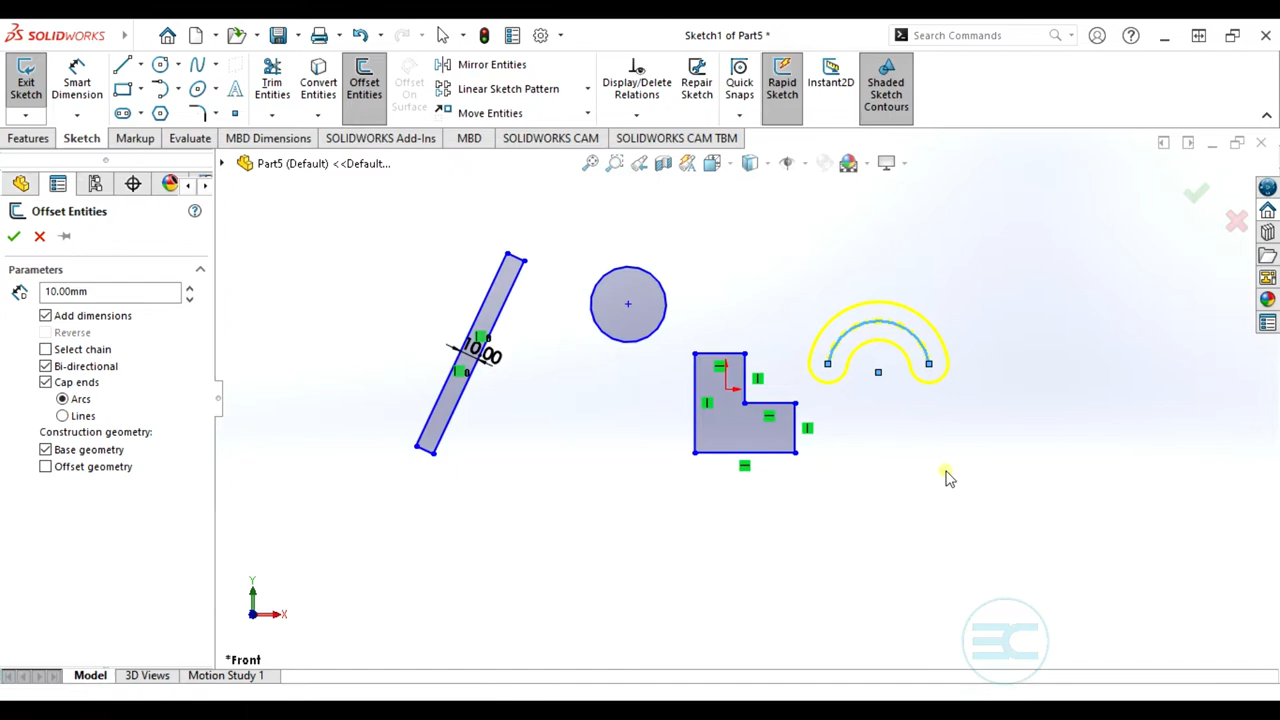 SOLIDWORKS
Sketch1 of Part5 *
Search Commands
Exit Sketch
Smart Dimension
Trim Entities
Convert Entities
Offset Entities
Offset On Surface
Mirror Entities
Linear Sketch Pattern
Move Entities
Display/Delete Relations
Repair Sketch
Quick Snaps
Rapid Sketch
Instant2D
Shaded Sketch Contours
Features
Sketch
Markup
Evaluate
MBD Dimensions
SOLIDWORKS Add-Ins
MBD
SOLIDWORKS CAM
SOLIDWORKS CAM TBM
Part5 (Default) <<Default...
Offset Entities
Parameters
10.00mm
Add dimensions
Reverse
Select chain
Bi-directional
Cap ends
Arcs
Lines
Construction geometry:
Base geometry
Offset geometry
10.00
Y
X
*Front
Model
3D Views
Motion Study 1